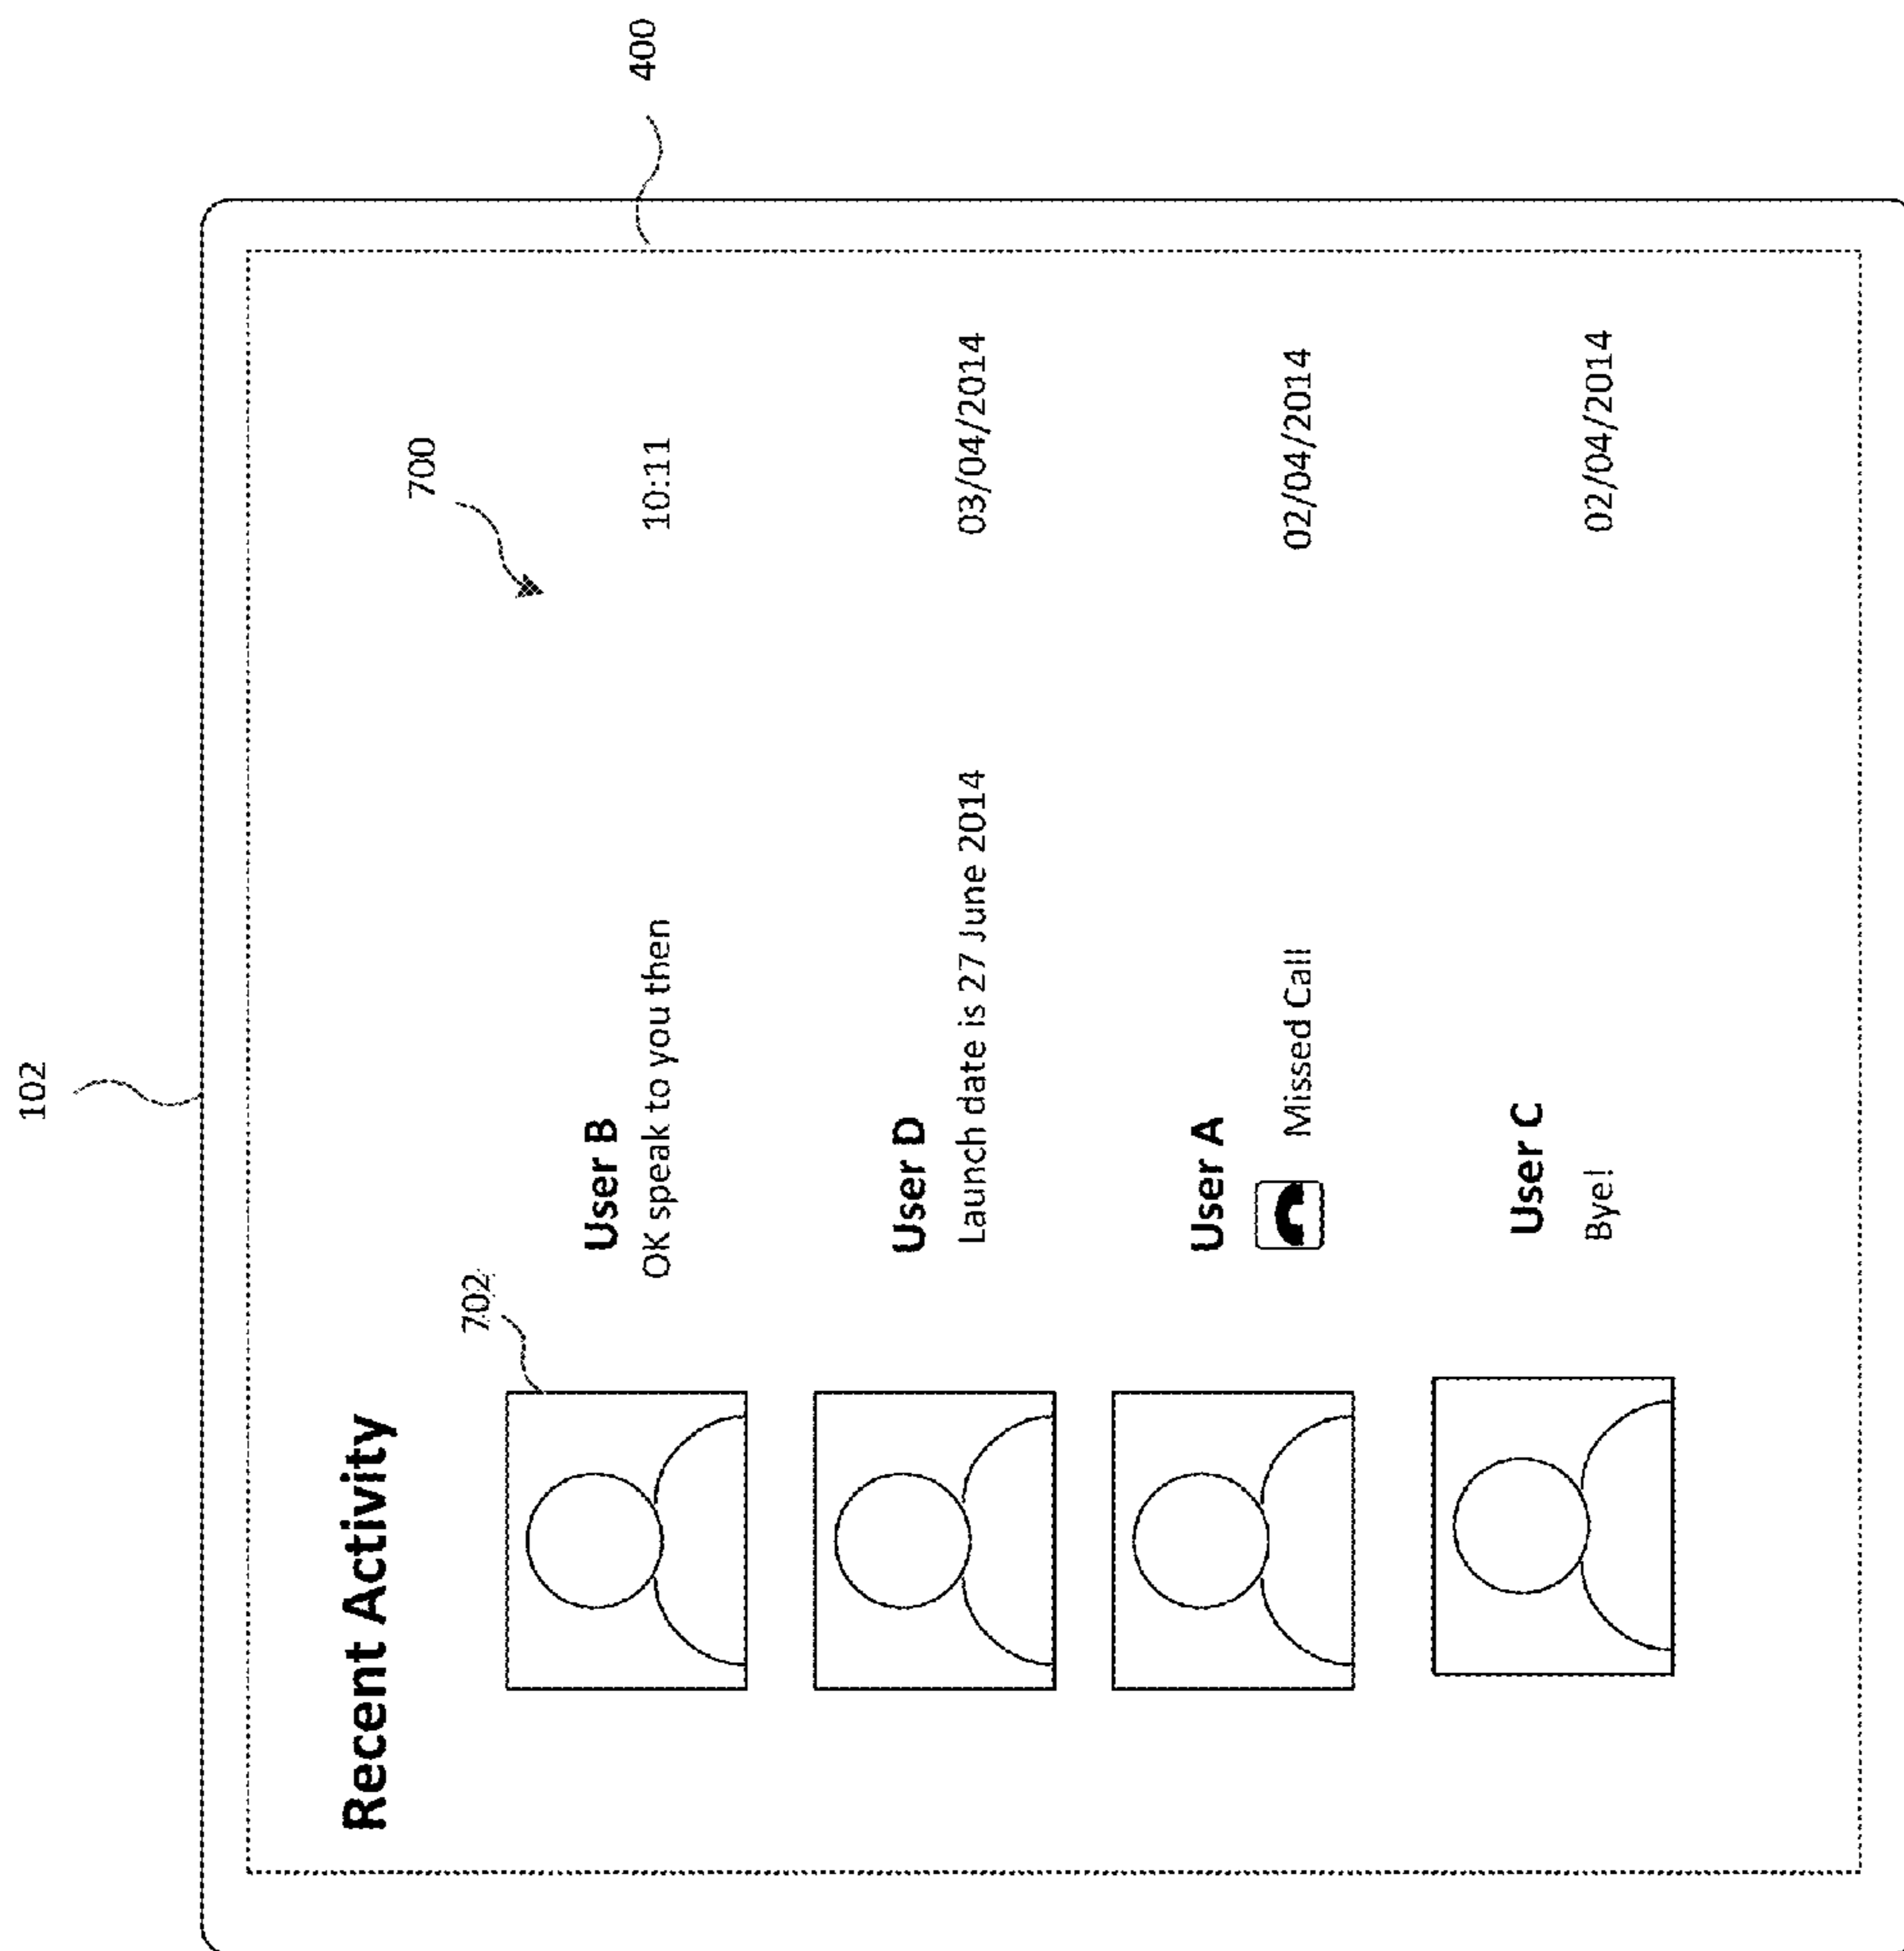 102
400
Recent Activity
700
702
User B
OK speak to you then
10:11
User D
Launch date is 27 June 2014
03/04/2014
User A
Missed Call
02/04/2014
User C
Bye!
02/04/2014